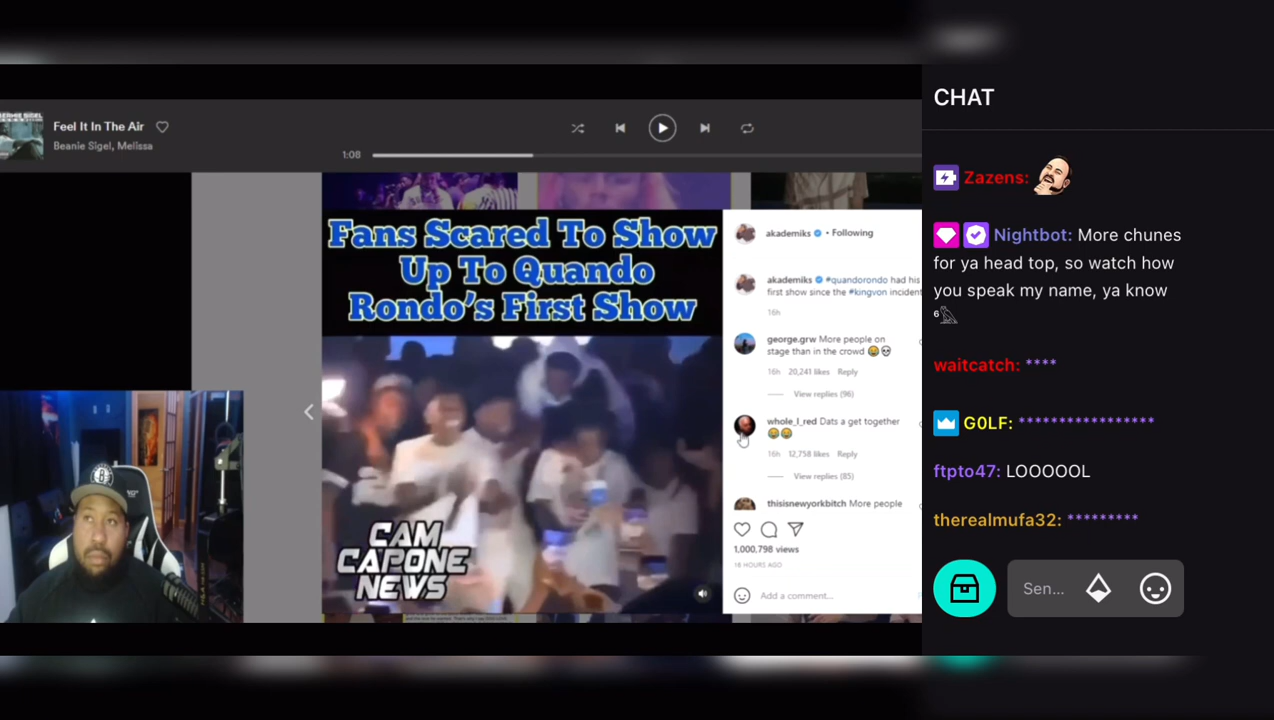 Feel It In The Air
Beanie Sigel, Melissa
1:08
Fans Scared To Show
Up To Quando
Rondo's First Show
CAM
CAPONE
NEWS
akademiks • Following
akademiks #quandorondo had his
first show since the #kingvon incident
16h
george.grw More people on
stage than in the crowd 😂💀
16h 20,241 likes Reply
View replies (96)
whole_l_red Dats a get together
😂😂
16h 12,758 likes Reply
View replies (85)
thisisnewyorkbitch More people
1,000,798 views
16 HOURS AGO
Add a comment...
CHAT
Zazens:
Nightbot: More chunes
for ya head top, so watch how
you speak my name, ya know
⁶
waitcatch: ****
G0LF: *****************
ftpto47: LOOOOOL
therealmufa32: *********
Sen...